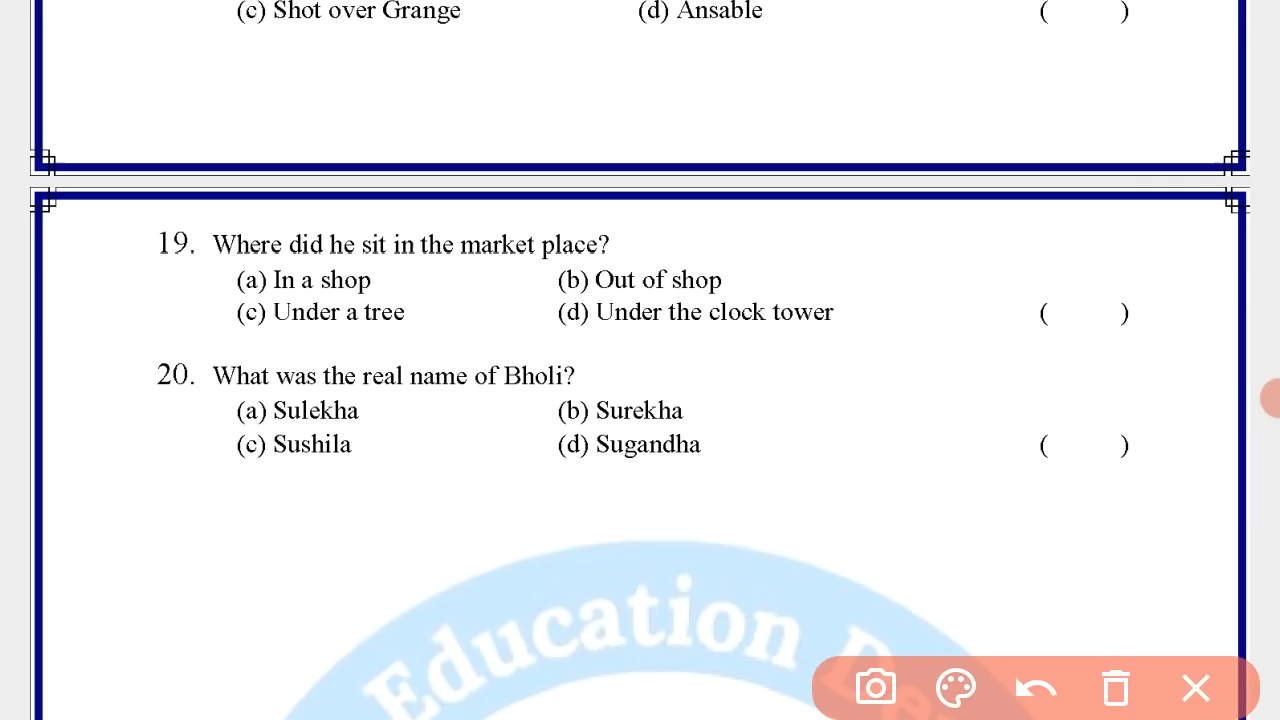 (c) Shot over Grange (d) Ansable ( )
19. Where did he sit in the market place?
(a) In a shop (b) Out of shop
(c) Under a tree (d) Under the clock tower ( )
20. What was the real name of Bholi?
(a) Sulekha (b) Surekha
(c) Sushila (d) Sugandha ( )
Education